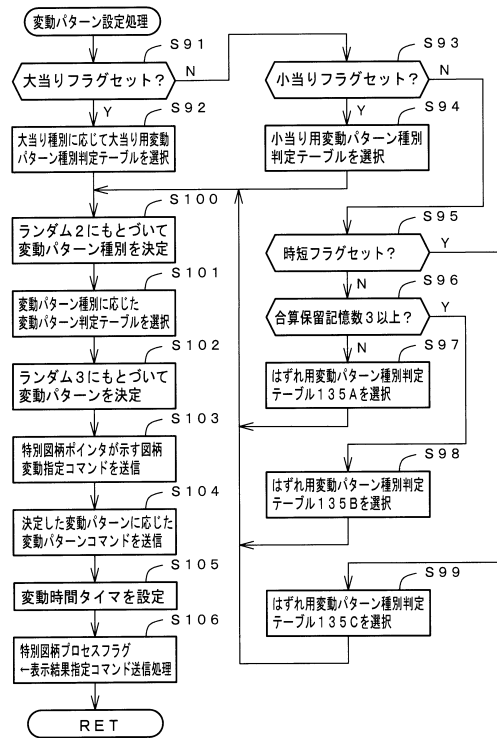 変動パターン設定処理
S91
大当りフラグセット?
N
Y
S92
大当り種別に応じて大当り用変動
パターン種別判定テーブルを選択
S93
小当りフラグセット?
N
Y
S94
小当り用変動パターン種別
判定テーブルを選択
S95
時短フラグセット?
Y
N
S96
合算保留記憶数3以上?
Y
N
S97
はずれ用変動パターン種別判定
テーブル135Aを選択
S98
はずれ用変動パターン種別判定
テーブル135Bを選択
S99
はずれ用変動パターン種別判定
テーブル135Cを選択
S100
ランダム2にもとづいて
変動パターン種別を決定
S101
変動パターン種別に応じた
変動パターン判定テーブルを選択
S102
ランダム3にもとづいて
変動パターンを決定
S103
特別図柄ポインタが示す図柄
変動指定コマンドを送信
S104
決定した変動パターンに応じた
変動パターンコマンドを送信
S105
変動時間タイマを設定
S106
特別図柄プロセスフラグ
←表示結果指定コマンド送信処理
RET